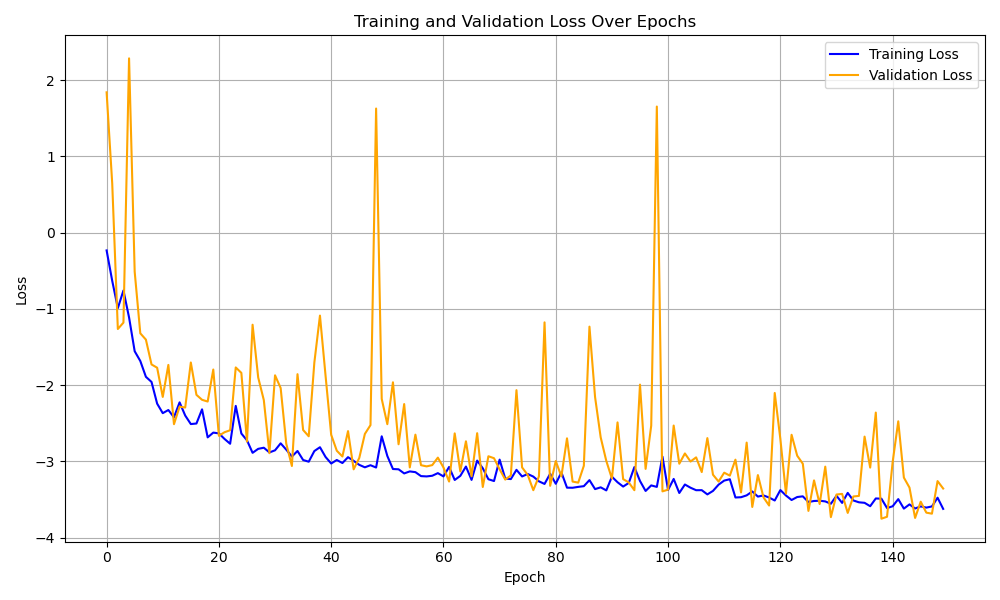 Training and Validation Loss Over Epochs
Training Loss
Validation Loss
2
1
0
−1
−2
−3
−4
Loss
0 20 40 60 80 100 120 140
Epoch